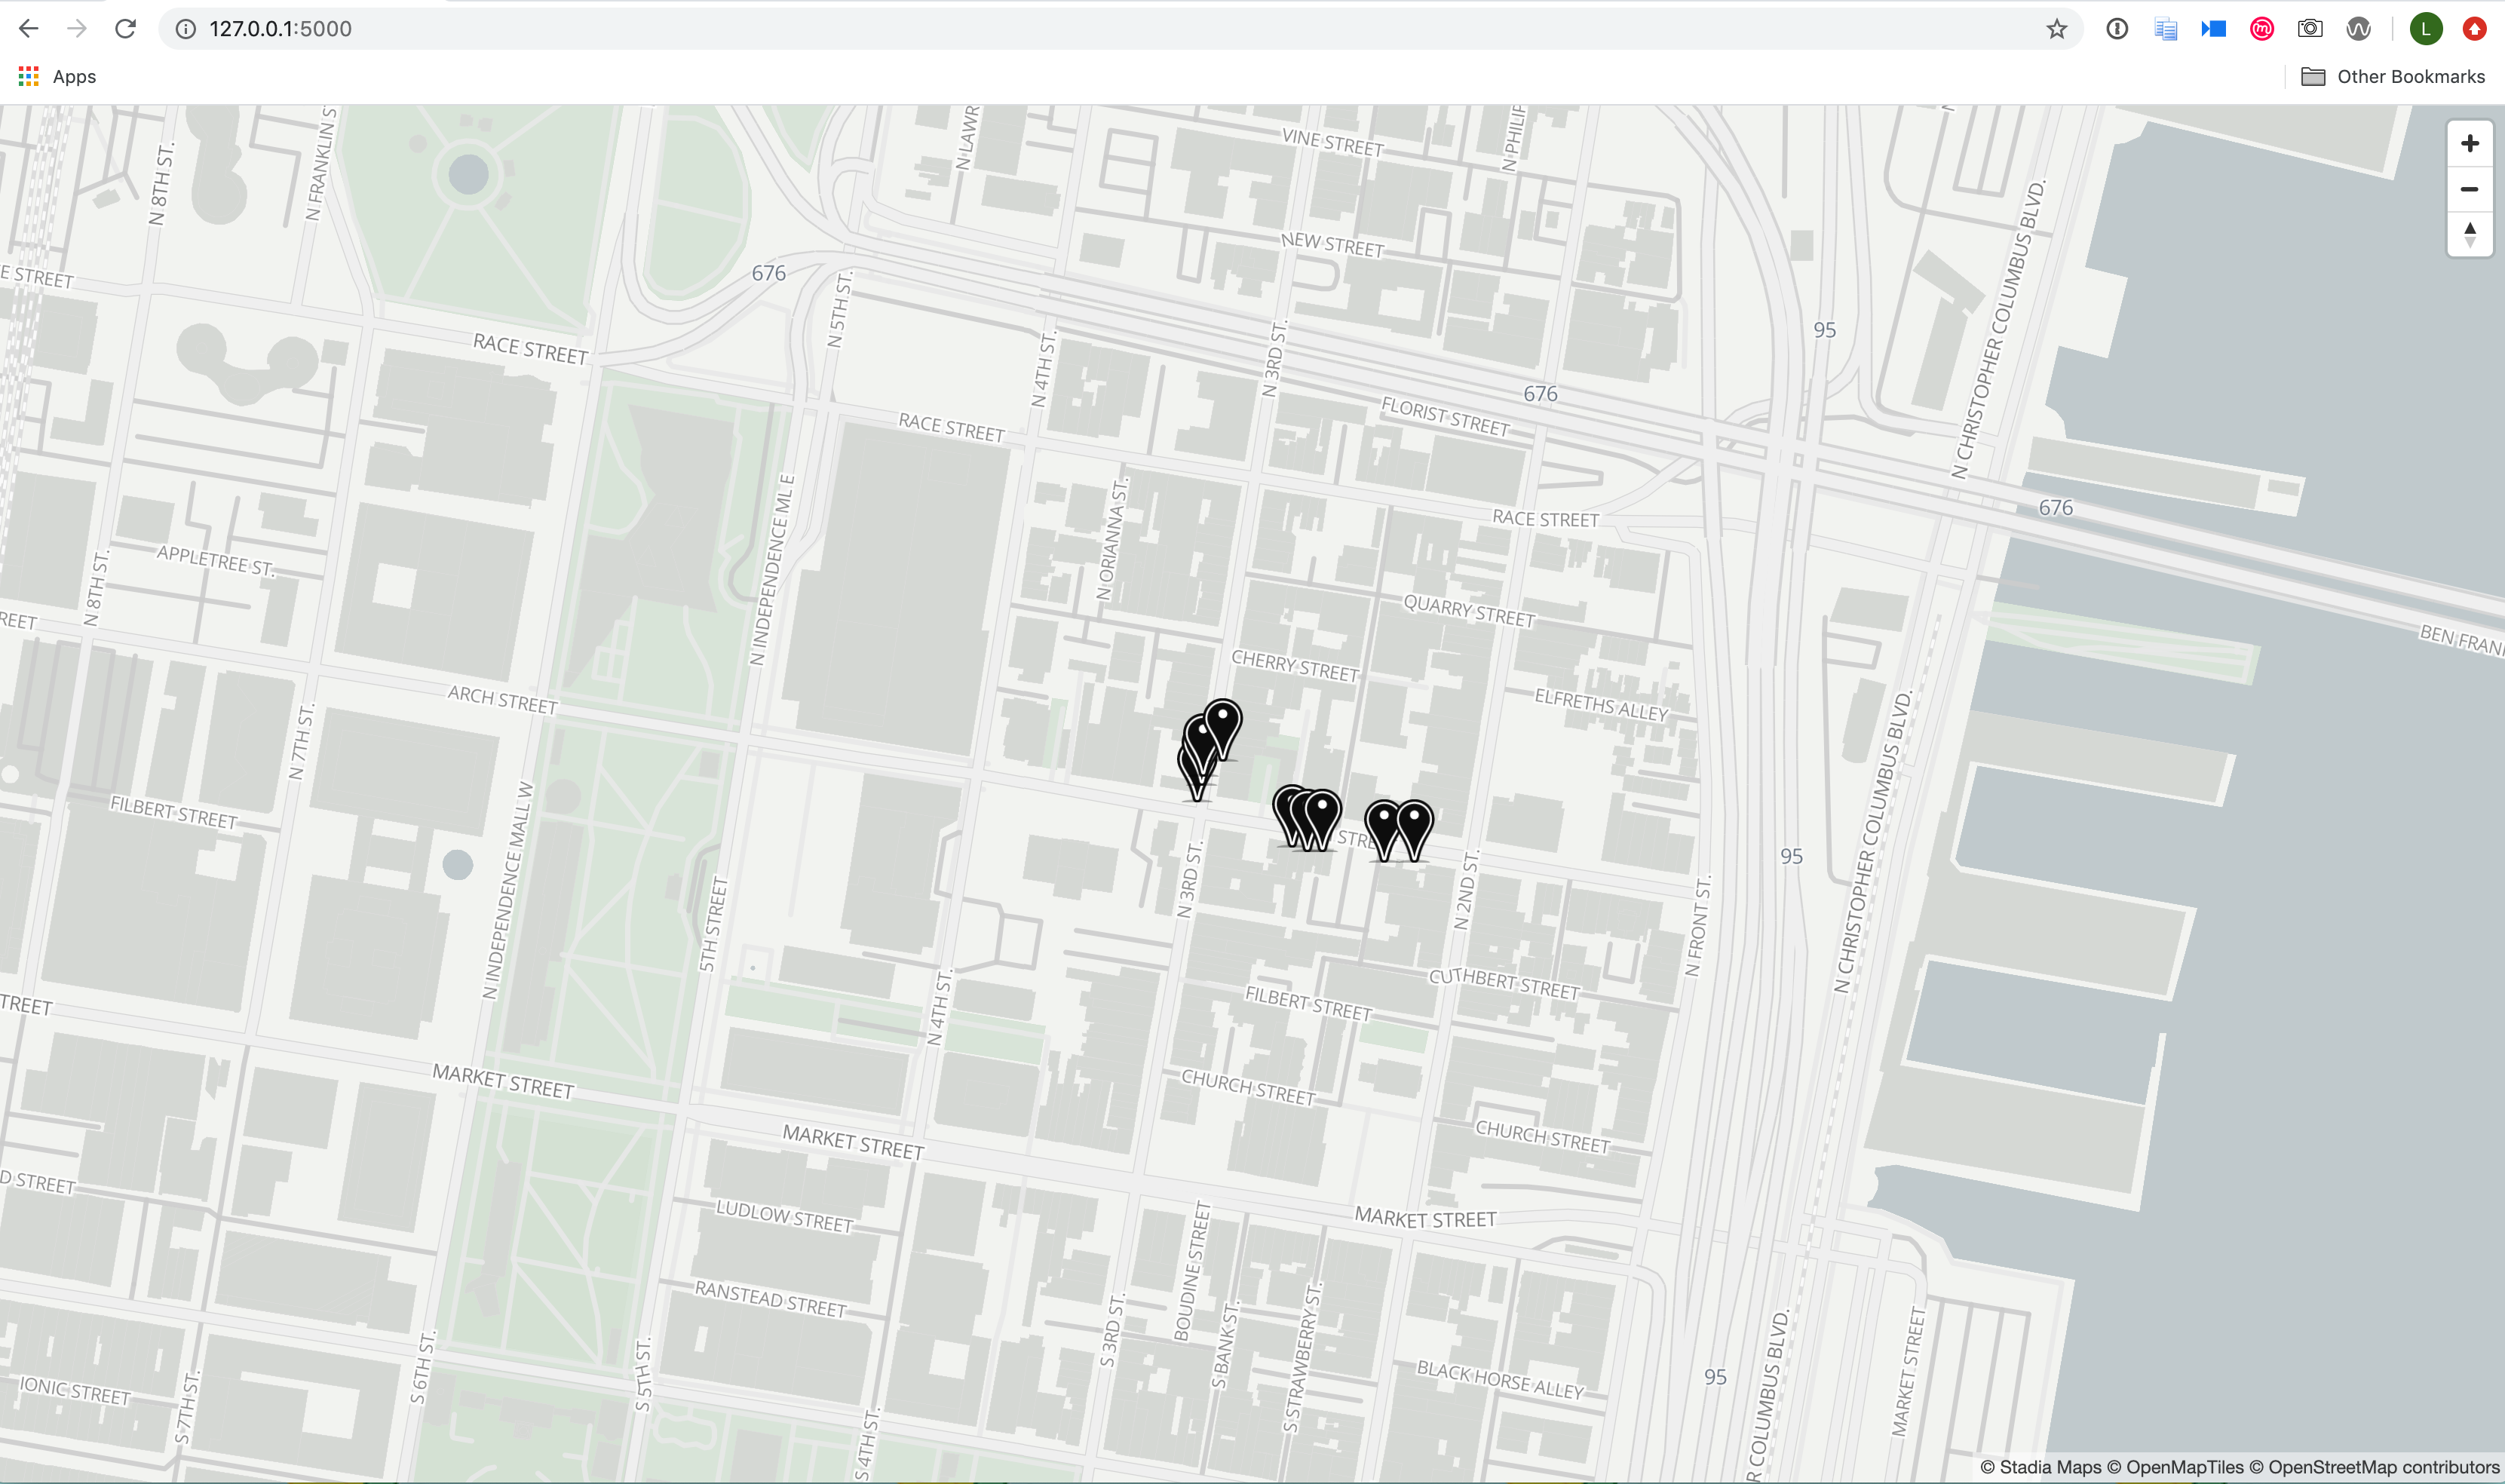 127.0.0.1:5000
L
Apps
Other Bookmarks
VINE STREET
N 8TH ST.
N FRANKLIN S
N LAWR
N PHILIP
NEW STREET
N CHRISTOPHER COLUMBUS BLVD.
E STREET
676
N 5TH ST.
95
RACE STREET
N 4TH ST.
N 3RD ST.
676
FLORIST STREET
RACE STREET
676
RACE STREET
N ORIANNA ST.
N INDEPENDENCE ML E
APPLETREE ST.
N 8TH ST.
QUARRY STREET
REET
BEN FRAN
CHERRY STREET
ARCH STREET
ELFRETHS ALLEY
N 7TH ST.
N CHRISTOPHER COLUMBUS BLVD.
FILBERT STREET
STRE
N INDEPENDENCE MALL W
95
N 3RD ST.
N 2ND ST.
5TH STREET
N FRONT ST.
CUTHBERT STREET
FILBERT STREET
TREET
N 4TH ST.
MARKET STREET
CHURCH STREET
MARKET STREET
CHURCH STREET
D STREET
LUDLOW STREET
MARKET STREET
BOUDINE STREET
RANSTEAD STREET
S 3RD ST.
S BANK ST.
S STRAWBERRY ST.
S 6TH ST.
S 5TH ST.
BLACK HORSE ALLEY
95
MARKET STREET
IONIC STREET
S 7TH ST.
S 4TH ST.
R COLUMBUS BLVD.
© Stadia Maps © OpenMapTiles © OpenStreetMap contributors